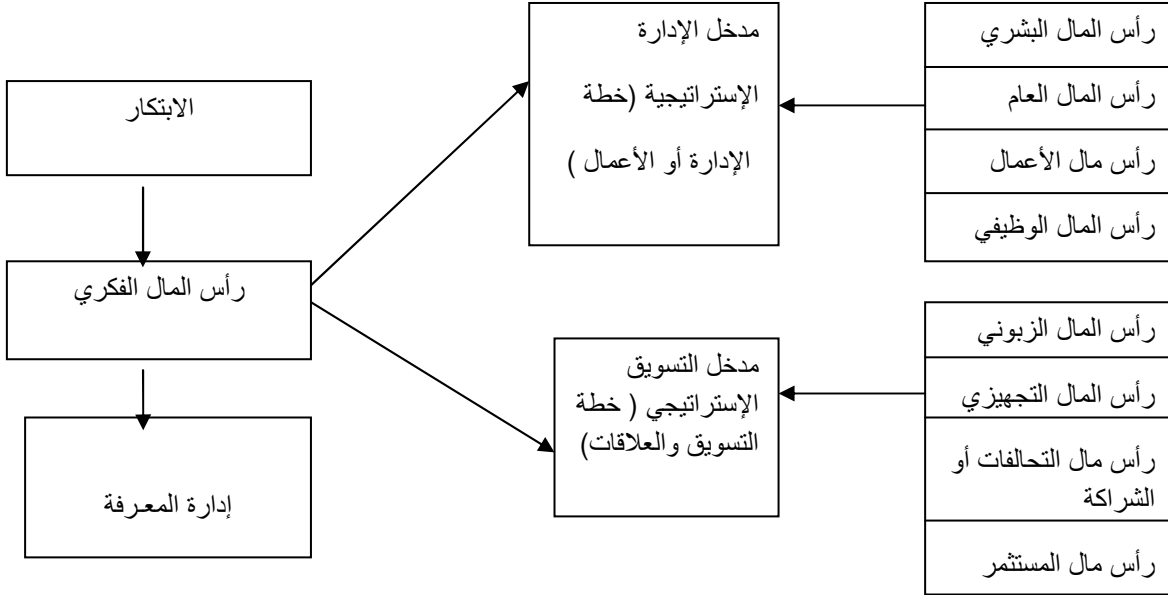 رأس المال البشري
رأس المال العام
رأس مال الأعمال
رأس المال الوظيفي
مدخل الإدارة
الإستراتيجية (خطة
الإدارة أو الأعمال )
الابتكار
رأس المال الفكري
إدارة المعرفة
رأس المال الزبوني
رأس المال التجهيزي
رأس مال التحالفات أو
الشراكة
رأس مال المستثمر
مدخل التسويق
الإستراتيجي ( خطة
التسويق والعلاقات)